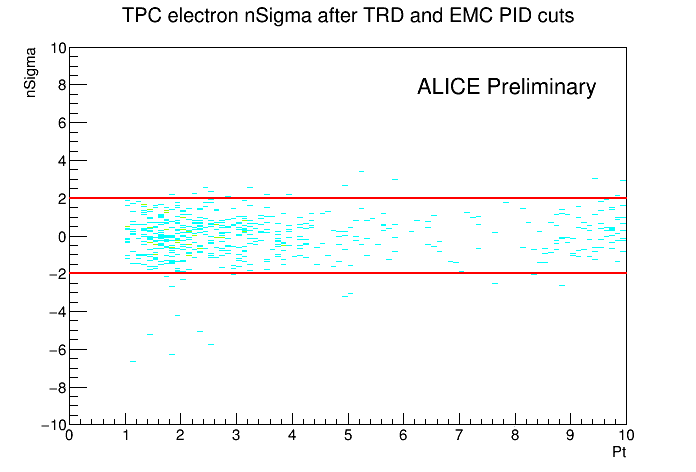 TPC electron nSigma after TRD and EMC PID cuts
nSigma
ALICE Preliminary
10
8
6
4
2
0
−2
−4
−6
−8
−10
0 1 2 3 4 5 6 7 8 9 10
Pt